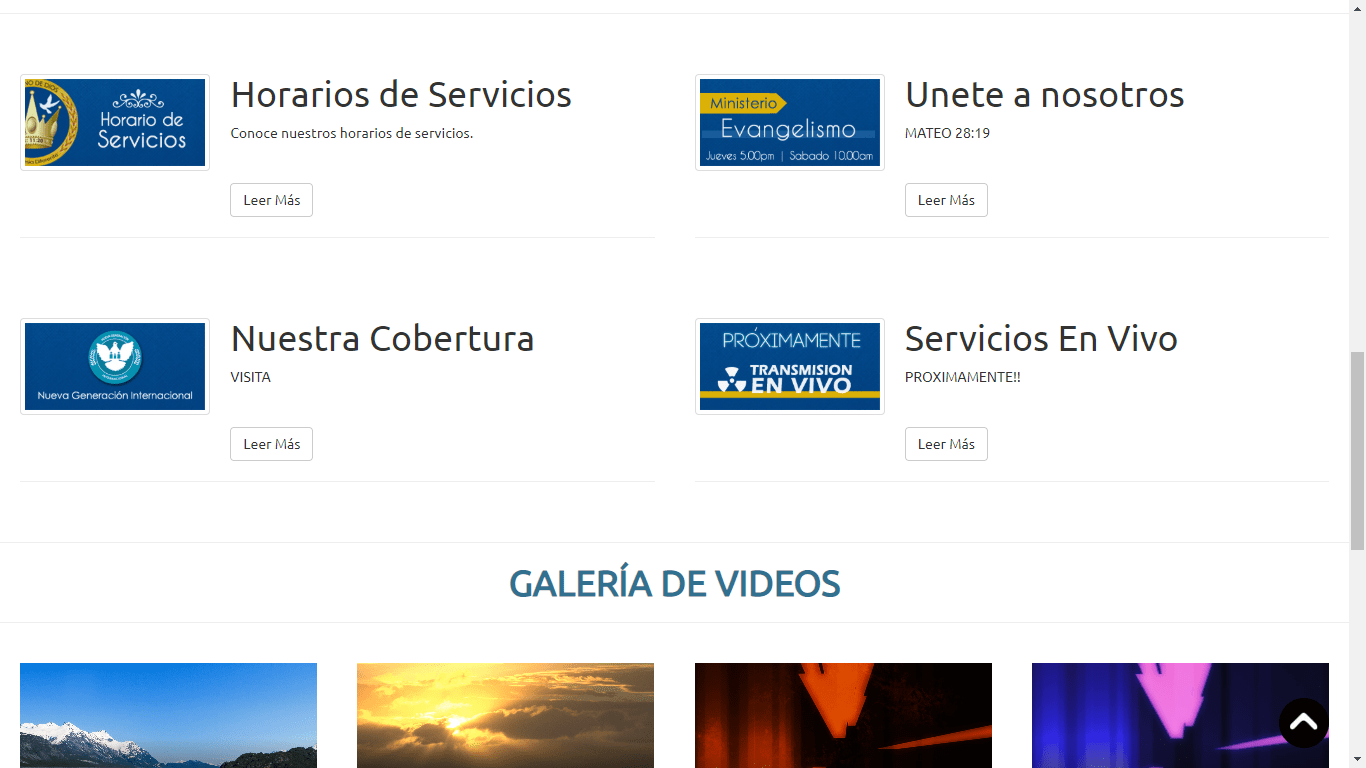 Horario de
Servicios
Horarios de Servicios
Conoce nuestros horarios de servicios.
Leer Más
Ministerio
Evangelismo
Jueves 5.00pm | Sabado 10.00am
Unete a nosotros
MATEO 28:19
Leer Más
Nueva Generación Internacional
Nuestra Cobertura
VISITA
Leer Más
PRÓXIMAMENTE
TRANSMISION
EN VIVO
Servicios En Vivo
PROXIMAMENTE!!
Leer Más
GALERÍA DE VIDEOS